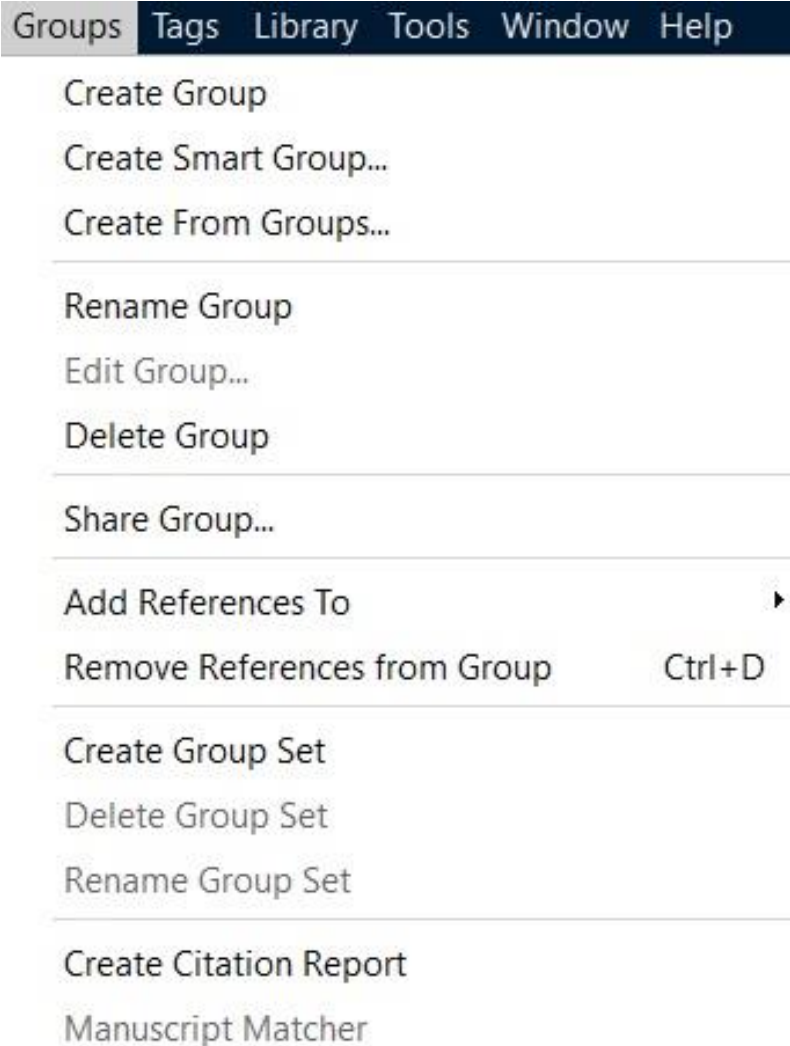 Groups Tags Library Tools Window Help
Create Group
Create Smart Group...
Create From Groups...
Rename Group
Edit Group...
Delete Group
Share Group...
Add References To
Remove References from Group Ctrl+D
Create Group Set
Delete Group Set
Rename Group Set
Create Citation Report
Manuscript Matcher